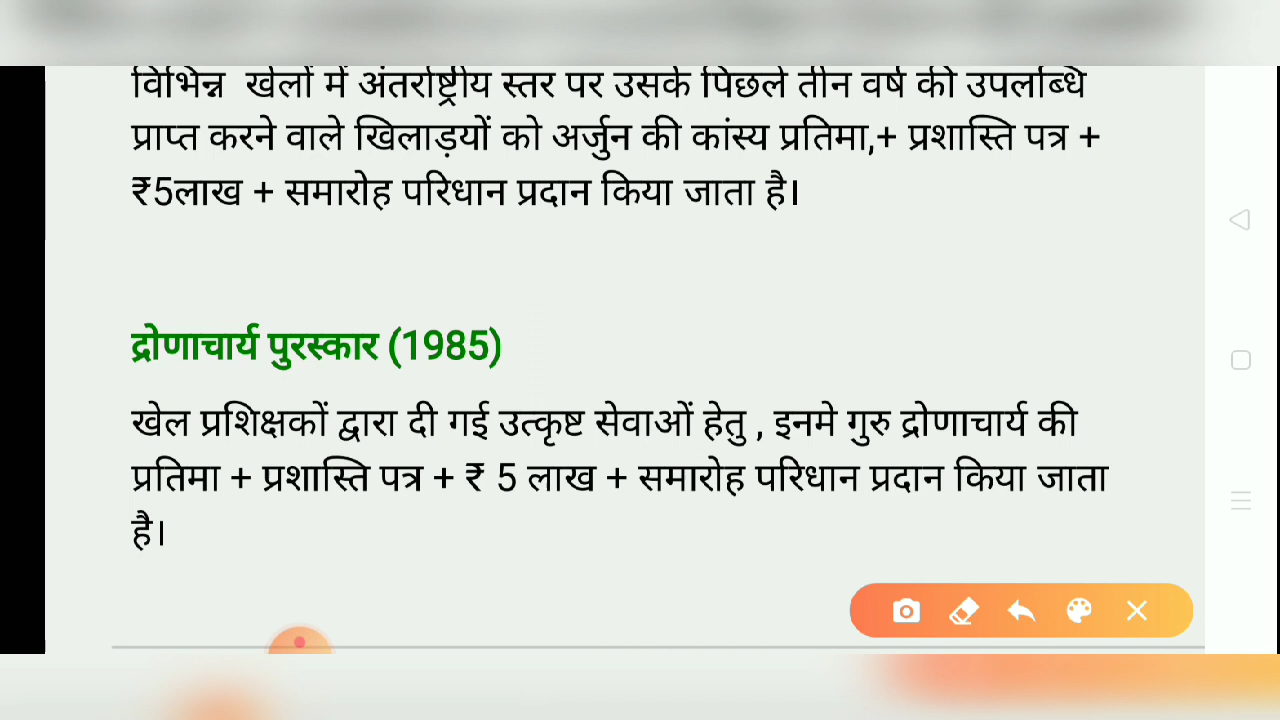 विभिन्न खेलों में अंतर्राष्ट्रीय स्तर पर उसके पिछले तीन वर्ष की उपलब्धि
प्राप्त करने वाले खिलाड़यों को अर्जुन की कांस्य प्रतिमा,+ प्रशास्ति पत्र +
₹5लाख + समारोह परिधान प्रदान किया जाता है।
द्रोणाचार्य पुरस्कार (1985)
खेल प्रशिक्षकों द्वारा दी गई उत्कृष्ट सेवाओं हेतु , इनमे गुरु द्रोणाचार्य की
प्रतिमा + प्रशास्ति पत्र + ₹ 5 लाख + समारोह परिधान प्रदान किया जाता
है।